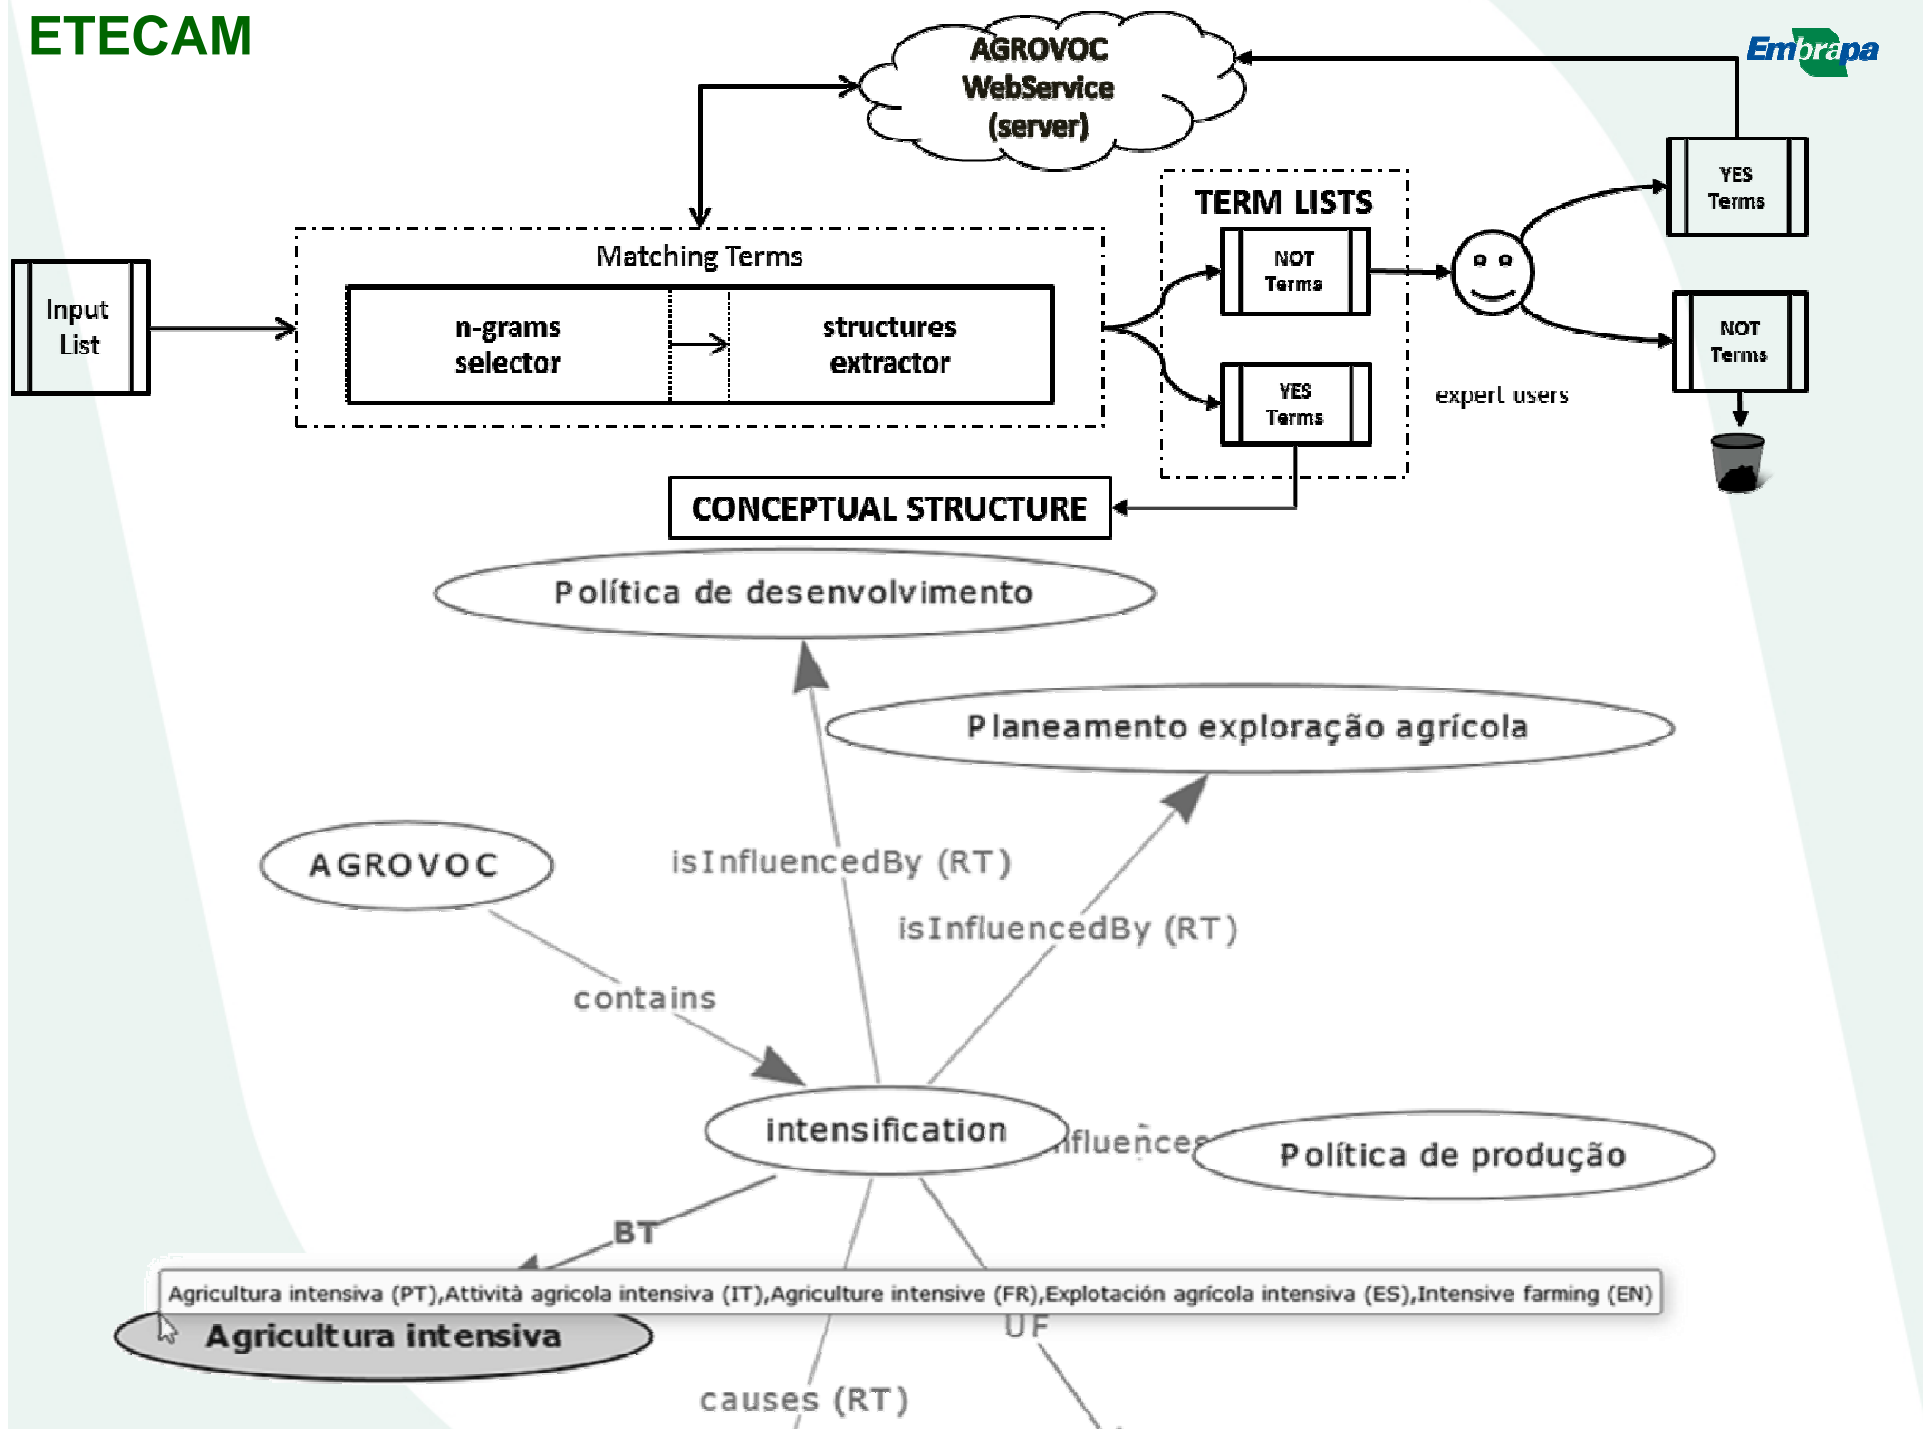 ETECAM
AGROVOC
WebService
(server)
Embrapa
YES
Terms
TERM LISTS
Matching Terms
NOT
Terms
Input
List
n-grams
selector
structures
extractor
NOT
Terms
YES
Terms
expert users
CONCEPTUAL STRUCTURE
Política de desenvolvimento
Planeamento exploração agrícola
AGROVOC
isInfluencedBy (RT)
isInfluencedBy (RT)
contains
intensification
Política de produção
BT
Agricultura intensiva (PT),Attività agricola intensiva (IT),Agriculture intensive (FR),Explotación agrícola intensiva (ES),Intensive farming (EN)
Agricultura intensiva
UF
causes (RT)